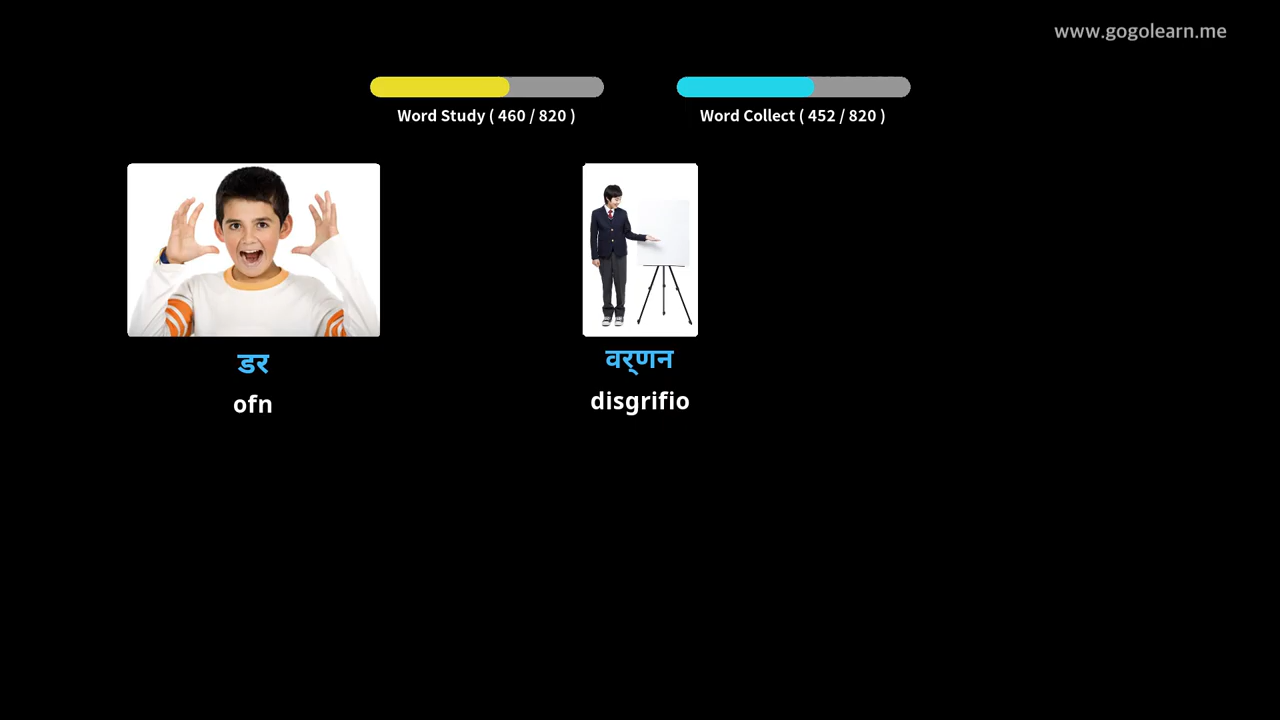 www.gogolearn.me
Word Study ( 460 / 820 )
Word Collect ( 452 / 820 )
डर
ofn
वर्णन
disgrifio